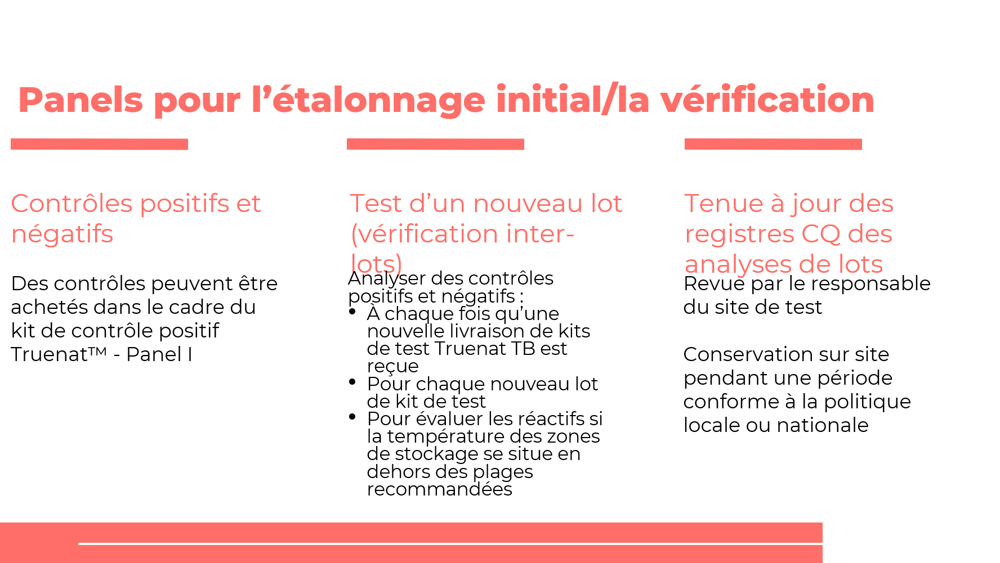 Panels pour l’étalonnage initial/la vérification
Contrôles positifs et
négatifs
Des contrôles peuvent être
achetés dans le cadre du
kit de contrôle positif
Truenat™ - Panel I
Test d’un nouveau lot
(vérification inter-
lots)
Analyser des contrôles
positifs et négatifs :
• À chaque fois qu’une
nouvelle livraison de kits
de test Truenat TB est
reçue
• Pour chaque nouveau lot
de kit de test
• Pour évaluer les réactifs si
la température des zones
de stockage se situe en
dehors des plages
recommandées
Tenue à jour des
registres CQ des
analyses de lots
Revue par le responsable
du site de test
Conservation sur site
pendant une période
conforme à la politique
locale ou nationale